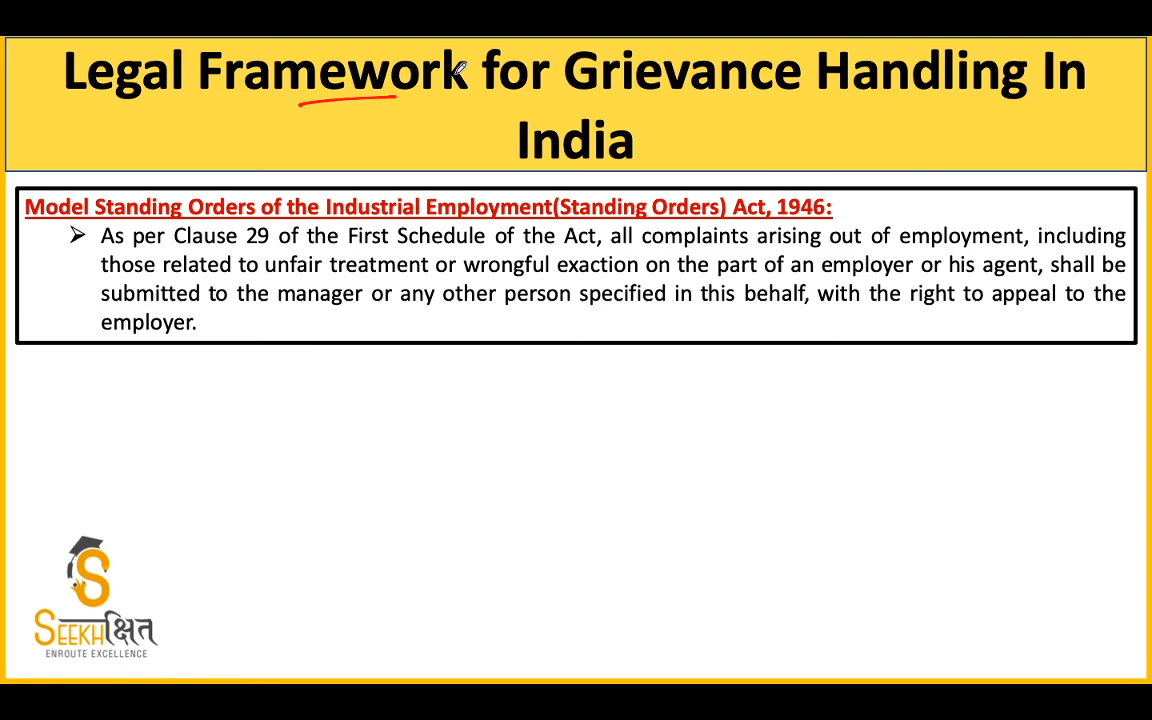 Legal Framework for Grievance Handling In
India
Model Standing Orders of the Industrial Employment(Standing Orders) Act, 1946:
➢ As per Clause 29 of the First Schedule of the Act, all complaints arising out of employment, including
those related to unfair treatment or wrongful exaction on the part of an employer or his agent, shall be
submitted to the manager or any other person specified in this behalf, with the right to appeal to the
employer.
S
SEEKHक्षित
ENROUTE EXCELLENCE